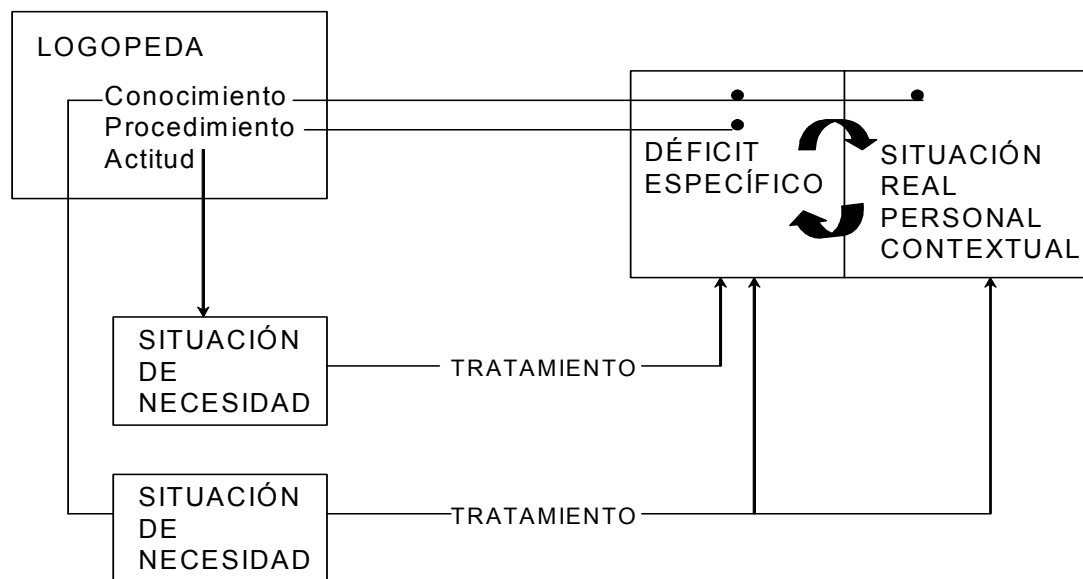 LOGOPEDA
Conocimiento
Procedimiento
Actitud
DÉFICIT
ESPECÍFICO
SITUACIÓN
REAL
PERSONAL
CONTEXTUAL
SITUACIÓN
DE
NECESIDAD
TRATAMIENTO
SITUACIÓN
DE
NECESIDAD
TRATAMIENTO